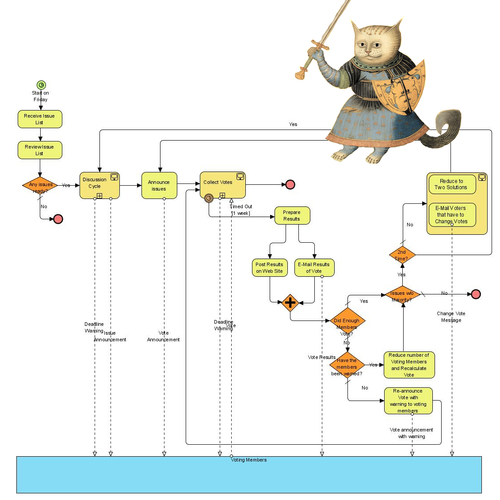 Start on
Friday
Receive Issue
List
Review Issue
List
Any issues
ready?
Yes
No
Discussion
Cycle
Announce
Issues
Collect Votes
Timed Out
[1 week]
Yes
Prepare
Results
Post Results
on Web Site
E-Mail Results
of Vote
Did Enough
Members
Vote?
Yes
No
Have the
members
been warned?
Yes
No
Reduce number of
Voting Members
and Recalculate
Vote
Re-announce
Vote with
warning to voting
members
Issues w/o
Majority?
No
Yes
2nd
Time?
No
Reduce to
Two Solutions
E-Mail Voters
that have to
Change Votes
Deadline
Warning
Issue
Announcement
Vote
Announcement
Deadline
Warning
Vote
Vote Results
Change Vote
Message
Vote announcement
with warning
Voting Members